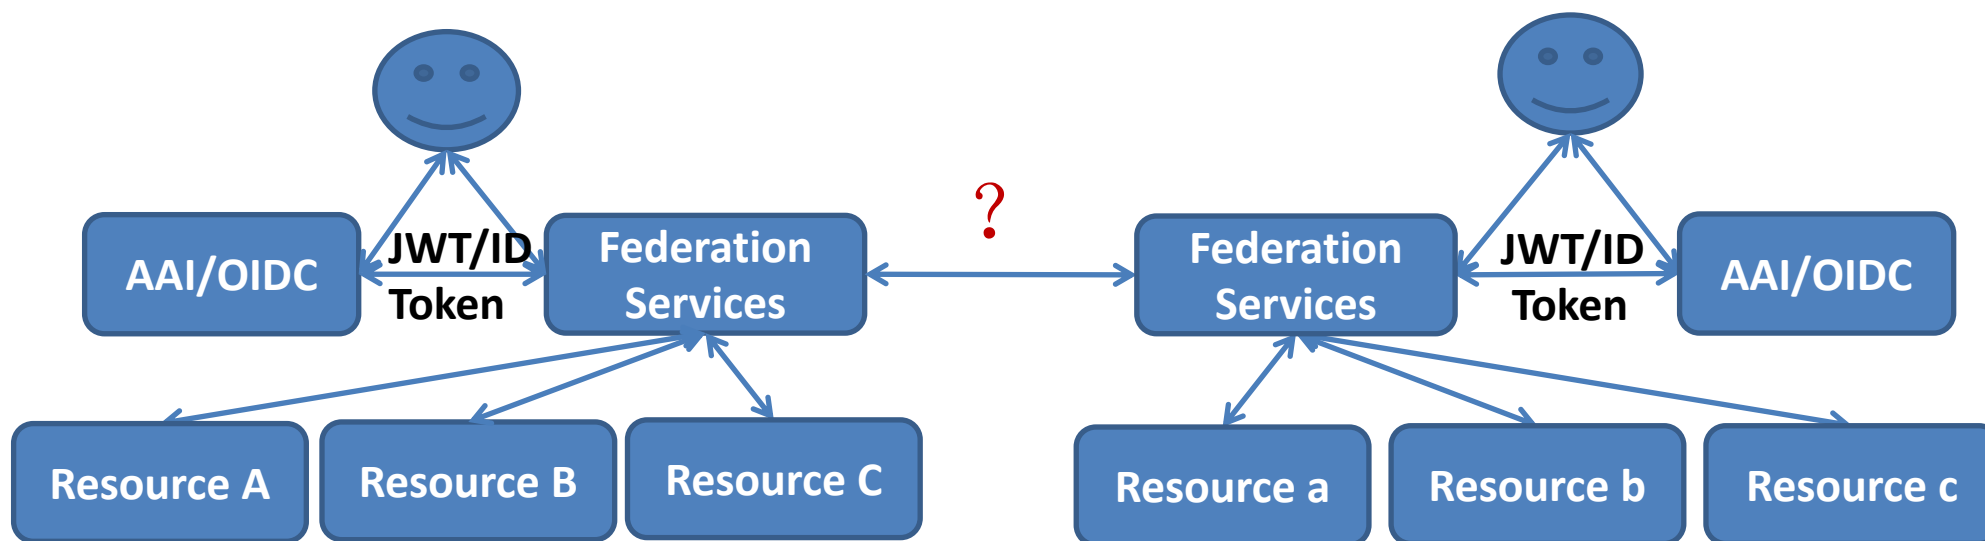 ?
AAI/OIDC
JWT/ID
Token
Federation
Services
Federation
Services
JWT/ID
Token
AAI/OIDC
Resource A
Resource B
Resource C
Resource a
Resource b
Resource c